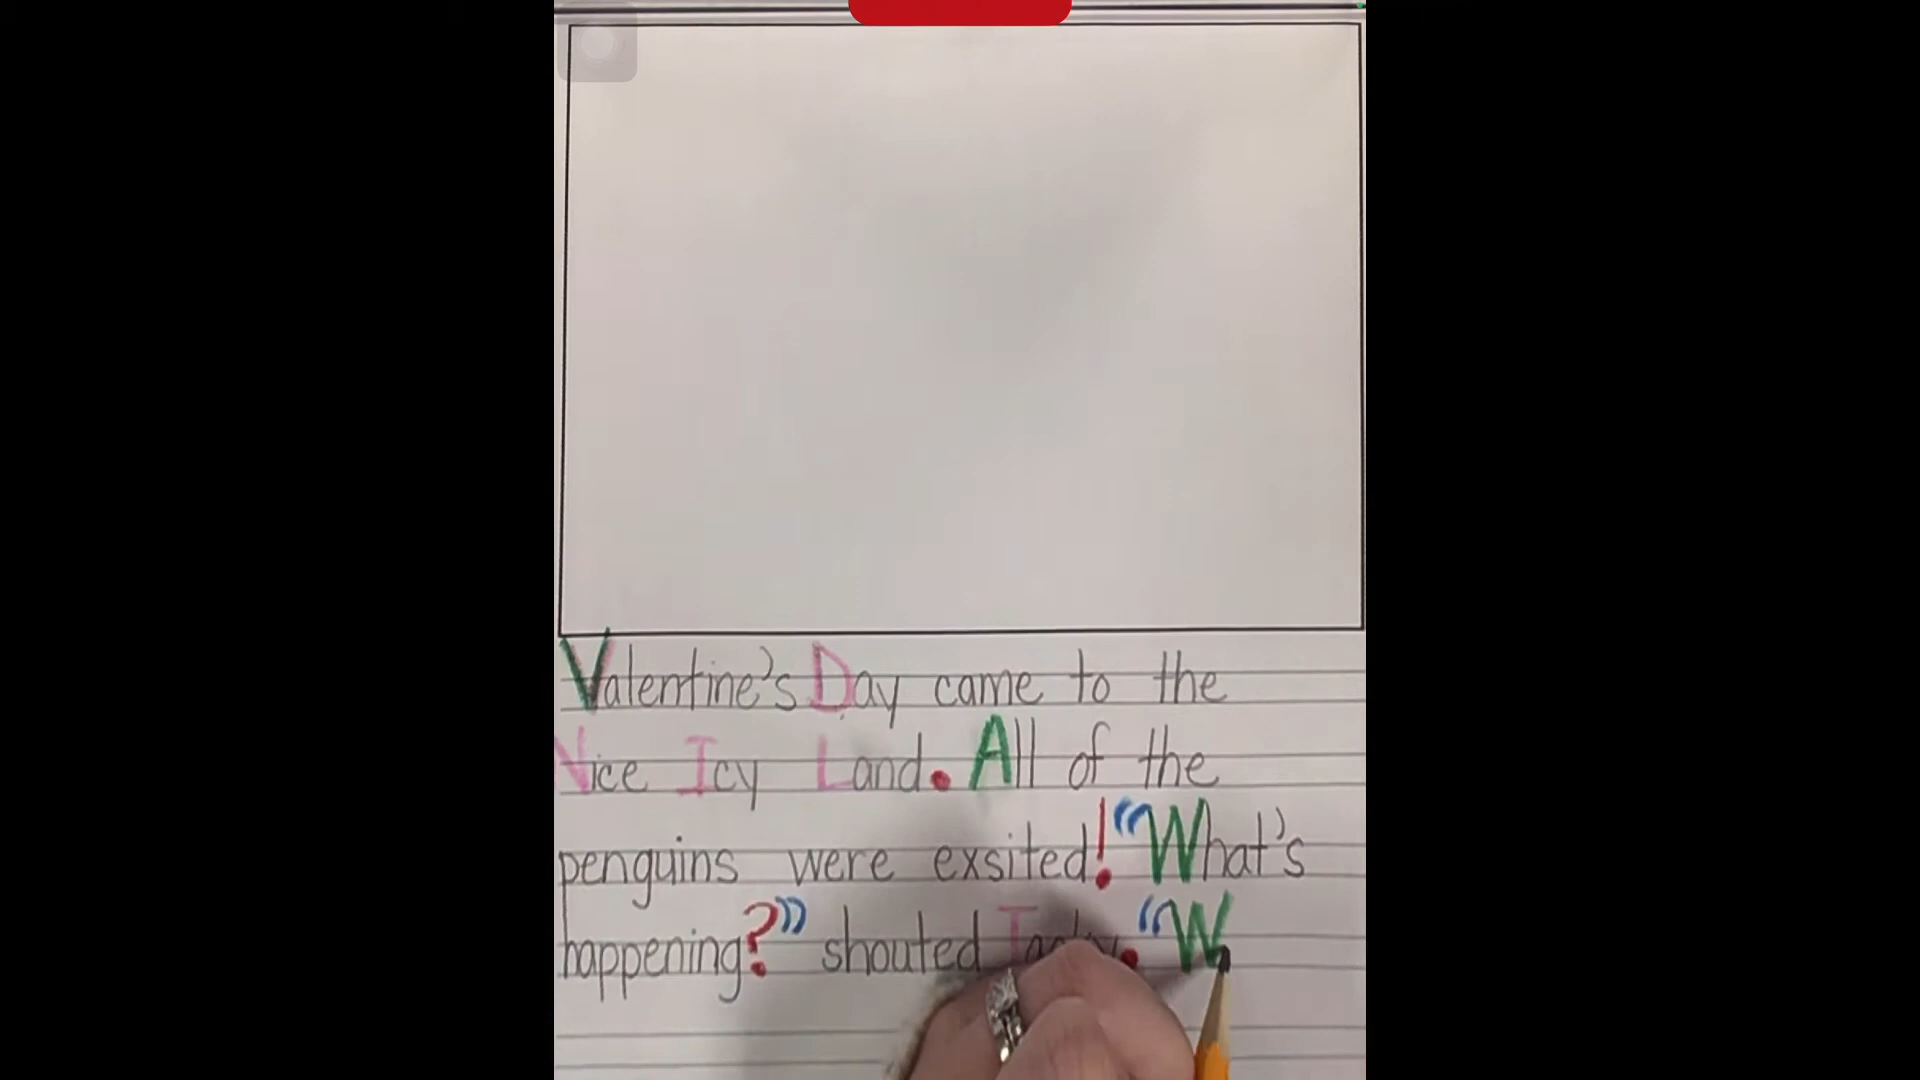 Valentine's Day came to the
Nice Icy Land. All of the
penguins were exsited! "What's
happening?" shouted . "W